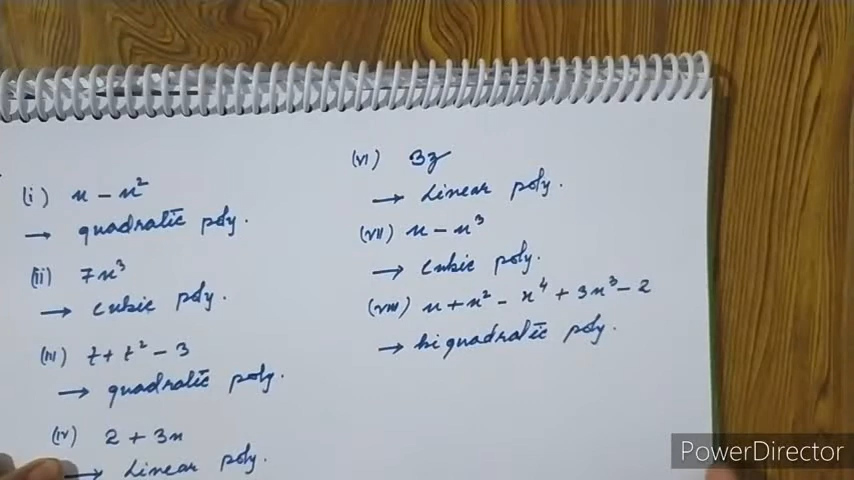 (i) x - x²
→ quadratic poly.
(ii) 7x³
→ cubic poly.
(iii) t + t² - 3
→ quadratic poly.
(iv) 2 + 3x
→ Linear poly.
(vi) 3z
→ Linear poly.
(vii) x - x³
→ cubic poly.
(viii) x + x² - x⁴ + 3x³ - 2
→ biquadratic poly.
PowerDirector